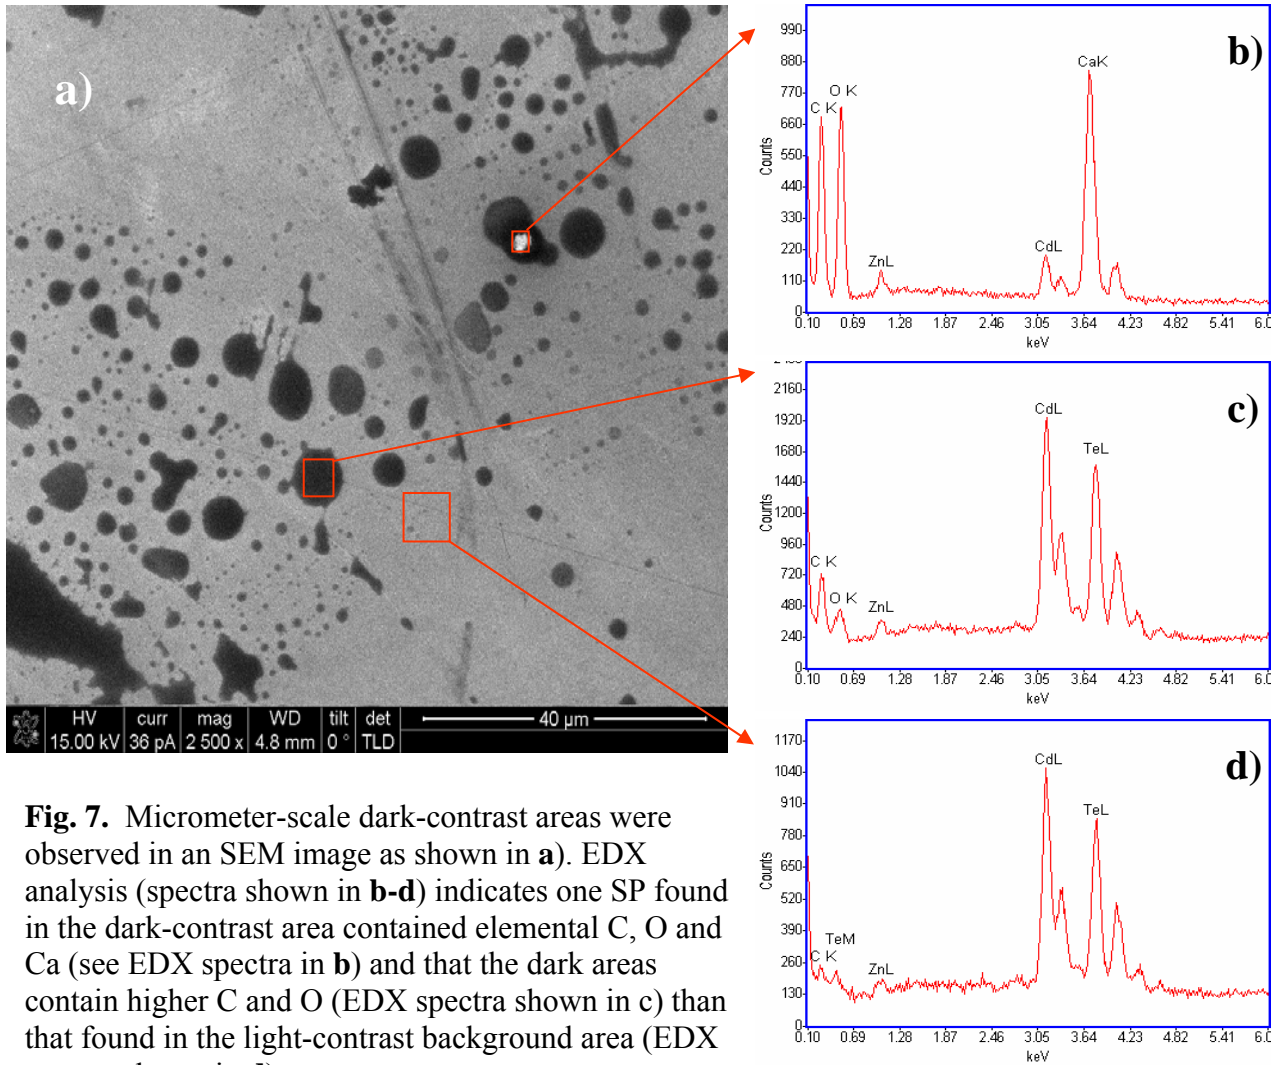 a)
HV curr mag WD tilt det
15.00 kV 36 pA 2 500 x 4.8 mm 0 ° TLD
40 µm
b)
Counts
990
880
770
660
550
440
330
220
110
0
C K
O K
ZnL
CdL
CaK
0.10 0.69 1.28 1.87 2.46 3.05 3.64 4.23 4.82 5.41 6.0
keV
c)
Counts
2160
1920
1680
1440
1200
960
720
480
240
0
C K
O K
ZnL
CdL
TeL
0.10 0.69 1.28 1.87 2.46 3.05 3.64 4.23 4.82 5.41 6.0
keV
d)
Counts
1170
1040
910
780
650
520
390
260
130
0
C K
TeM
ZnL
CdL
TeL
0.10 0.69 1.28 1.87 2.46 3.05 3.64 4.23 4.82 5.41 6.0
keV
Fig. 7. Micrometer-scale dark-contrast areas were
observed in an SEM image as shown in a). EDX
analysis (spectra shown in b-d) indicates one SP found
in the dark-contrast area contained elemental C, O and
Ca (see EDX spectra in b) and that the dark areas
contain higher C and O (EDX spectra shown in c) than
that found in the light-contrast background area (EDX